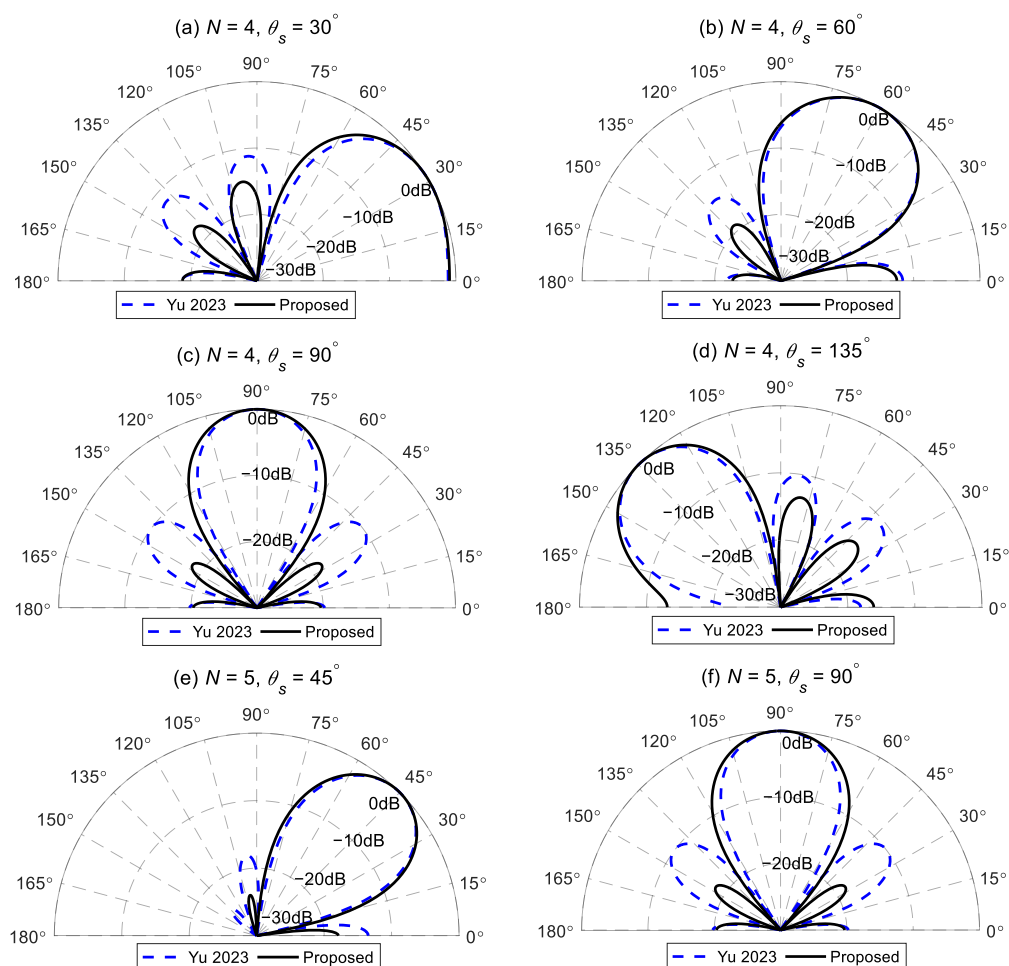 (a) N = 4, θs = 30°
90°
105° 75°
120° 60°
135° 45°
150° 30°
165° 15°
180° 0°
0dB
−10dB
−20dB
−30dB
Yu 2023 Proposed
(b) N = 4, θs = 60°
90°
105° 75°
120° 60°
135° 45°
150° 30°
165° 15°
180° 0°
0dB
−10dB
−20dB
−30dB
Yu 2023 Proposed
(c) N = 4, θs = 90°
90°
105° 75°
120° 60°
135° 45°
150° 30°
165° 15°
180° 0°
0dB
−10dB
−20dB
Yu 2023 Proposed
(d) N = 4, θs = 135°
90°
105° 75°
120° 60°
135° 45°
150° 30°
165° 15°
180° 0°
0dB
−10dB
−20dB
−30dB
Yu 2023 Proposed
(e) N = 5, θs = 45°
90°
105° 75°
120° 60°
135° 45°
150° 30°
165° 15°
180° 0°
0dB
−10dB
−20dB
−30dB
Yu 2023 Proposed
(f) N = 5, θs = 90°
90°
105° 75°
120° 60°
135° 45°
150° 30°
165° 15°
180° 0°
0dB
−10dB
−20dB
Yu 2023 Proposed